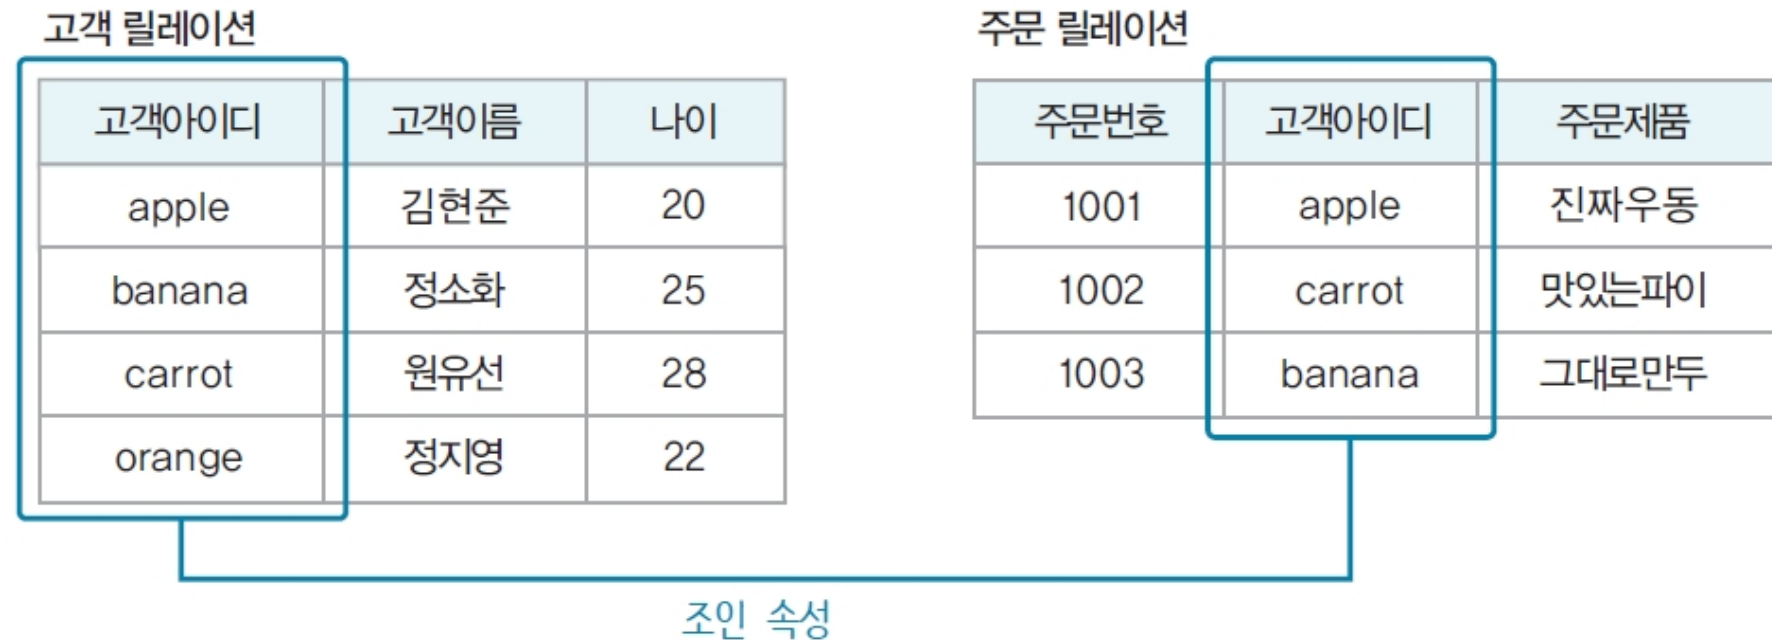 고객 릴레이션
고객아이디 고객이름 나이
apple 김현준 20
banana 정소화 25
carrot 원유선 28
orange 정지영 22
주문 릴레이션
주문번호 고객아이디 주문제품
1001 apple 진짜우동
1002 carrot 맛있는파이
1003 banana 그대로만두
조인 속성